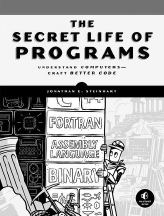 THE
SECRET LIFE OF
PROGRAMS
UNDERSTAND COMPUTERS—
CRAFT BETTER CODE
JONATHAN E. STEINHART
FORTRAN
ASSEMBLY
LANGUAGE
BINARY